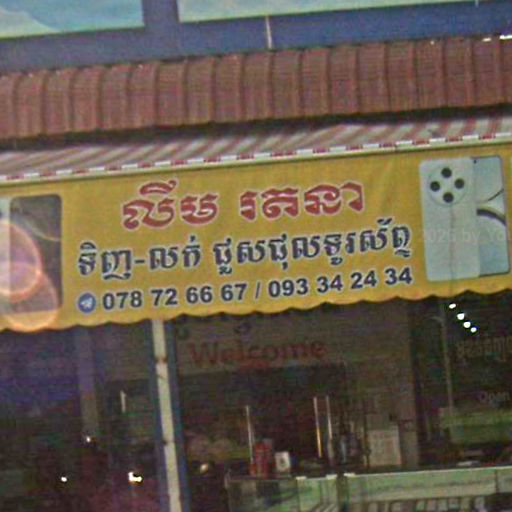 លឹម រតនា
ទិញ-លក់ ជួសជុលទូរស័ព្ទ
078 72 66 67 / 093 34 24 34
Welcome